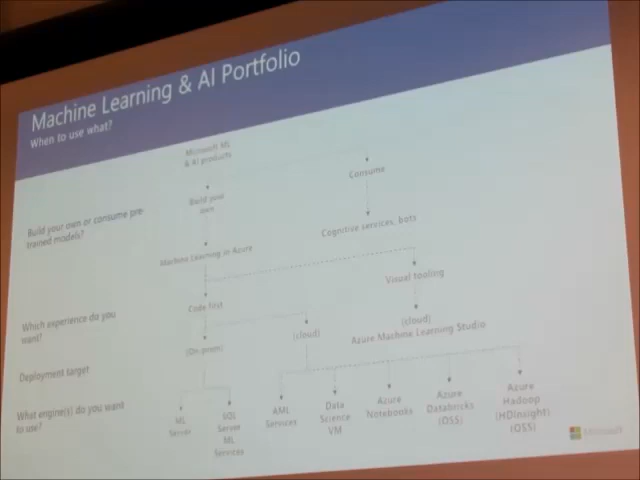 Machine Learning & AI Portfolio
When to use what?
Microsoft ML
& AI products
Build your own or consume pre-
trained models?
Build your
own
Consume
Machine Learning in Azure
Cognitive services, bots
Which experience do you
want?
Code first
Visual tooling
Deployment target
(On-prem)
(cloud)
(cloud)
Azure Machine Learning Studio
What engine(s) do you want
to use?
ML
Server
SQL
Server
ML
Services
AML
Services
Data
Science
VM
Azure
Notebooks
Azure
Databricks
(OSS)
Azure
Hadoop
(HDInsight)
(OSS)
Microsoft